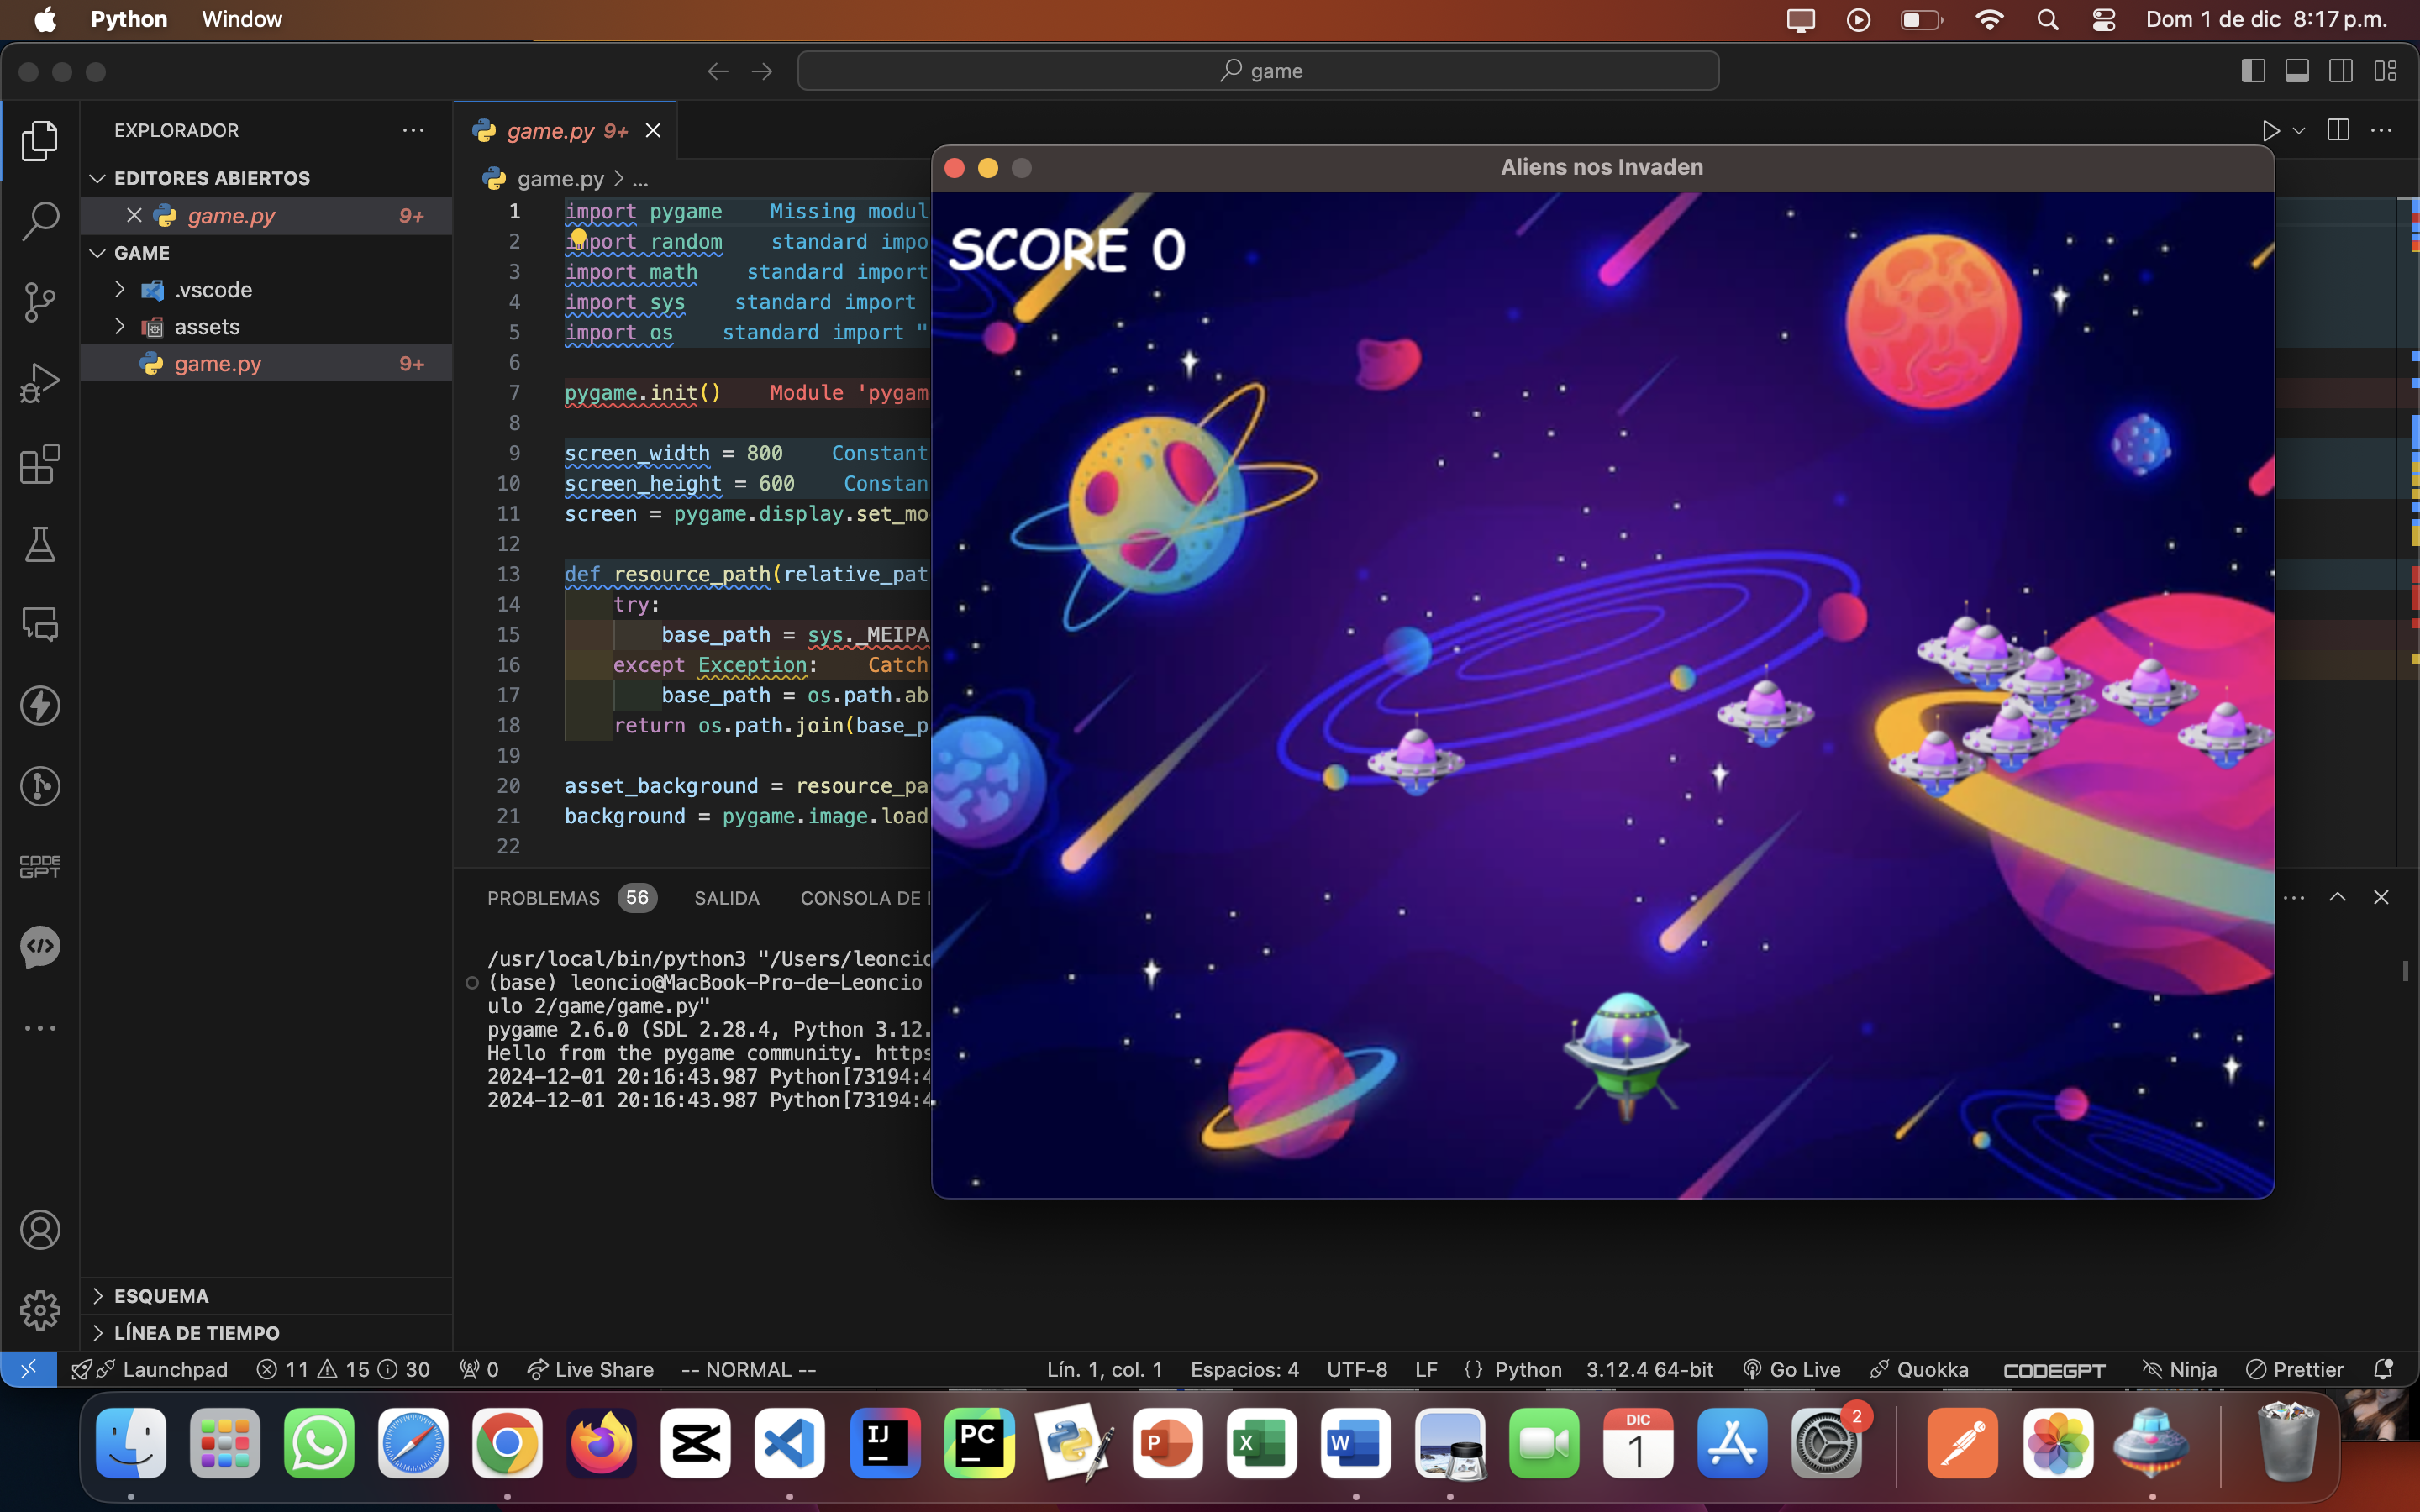 Python Window
Dom 1 de dic 8:17 p.m.
game
EXPLORADOR
EDITORES ABIERTOS
game.py 9+
GAME
.vscode
assets
game.py 9+
ESQUEMA
LÍNEA DE TIEMPO
CODE
GPT
game.py 9+
game.py > ...
1 import pygame Missing modul
2 import random standard impo
3 import math standard import
4 import sys standard import
5 import os standard import "
6
7 pygame.init() Module 'pygam
8
9 screen_width = 800 Constant
10 screen_height = 600 Constan
11 screen = pygame.display.set_mo
12
13 def resource_path(relative_pat
14 try:
15 base_path = sys._MEIPA
16 except Exception: Catch
17 base_path = os.path.ab
18 return os.path.join(base_p
19
20 asset_background = resource_pa
21 background = pygame.image.load
22
PROBLEMAS 56 SALIDA CONSOLA DE
/usr/local/bin/python3 "/Users/leoncio
(base) leoncio@MacBook-Pro-de-Leoncio
ulo 2/game/game.py"
pygame 2.6.0 (SDL 2.28.4, Python 3.12.
Hello from the pygame community. https
2024-12-01 20:16:43.987 Python[73194:4
2024-12-01 20:16:43.987 Python[73194:4
Aliens nos Invaden
SCORE 0
Launchpad 11 15 30 0 Live Share -- NORMAL -- Lín. 1, col. 1 Espacios: 4 UTF-8 LF {} Python 3.12.4 64-bit Go Live Quokka CODEGPT Ninja Prettier
IJ
PC
P
X
W
DIC
1
2